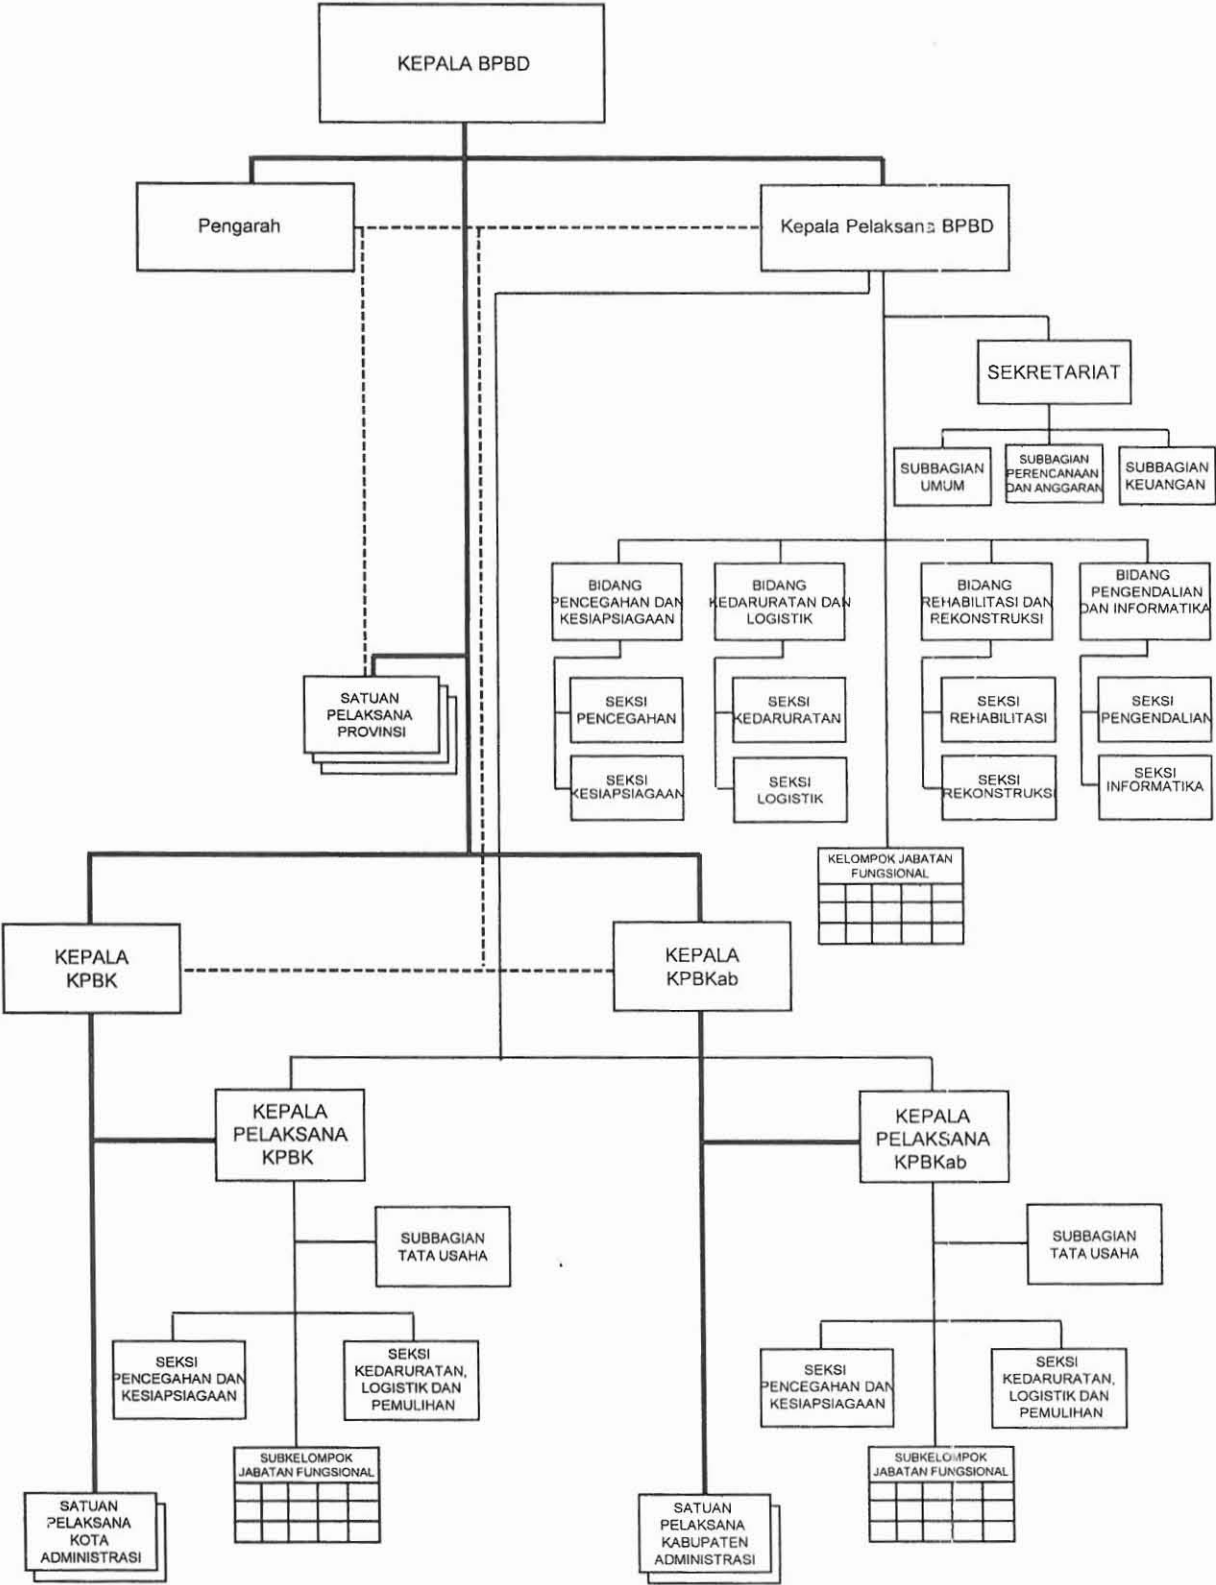 KEPALA BPBD
Pengarah
Kepala Pelaksana BPBD
SEKRETARIAT
SUBBAGIAN
UMUM
SUBBAGIAN
PERENCANAAN
DAN ANGGARAN
SUBBAGIAN
KEUANGAN
BIDANG
PENCEGAHAN DAN
KESIAPSIAGAAN
BIDANG
KEDARURATAN DAN
LOGISTIK
BIDANG
REHABILITASI DAN
REKONSTRUKSI
BIDANG
PENGENDALIAN
DAN INFORMATIKA
SATUAN
PELAKSANA
PROVINSI
SEKSI
PENCEGAHAN
SEKSI
KEDARURATAN
SEKSI
REHABILITASI
SEKSI
PENGENDALIAN
SEKSI
KESIAPSIAGAAN
SEKSI
LOGISTIK
SEKSI
REKONSTRUKSI
SEKSI
INFORMATIKA
KELOMPOK JABATAN
FUNGSIONAL
KEPALA
KPBK
KEPALA
KPBKab
KEPALA
PELAKSANA
KPBK
KEPALA
PELAKSANA
KPBKab
SUBBAGIAN
TATA USAHA
SUBBAGIAN
TATA USAHA
SEKSI
PENCEGAHAN DAN
KESIAPSIAGAAN
SEKSI
KEDARURATAN,
LOGISTIK DAN
PEMULIHAN
SEKSI
PENCEGAHAN DAN
KESIAPSIAGAAN
SEKSI
KEDARURATAN,
LOGISTIK DAN
PEMULIHAN
SUBKELOMPOK
JABATAN FUNGSIONAL
SUBKELOMPOK
JABATAN FUNGSIONAL
SATUAN
PELAKSANA
KOTA
ADMINISTRASI
SATUAN
PELAKSANA
KABUPATEN
ADMINISTRASI